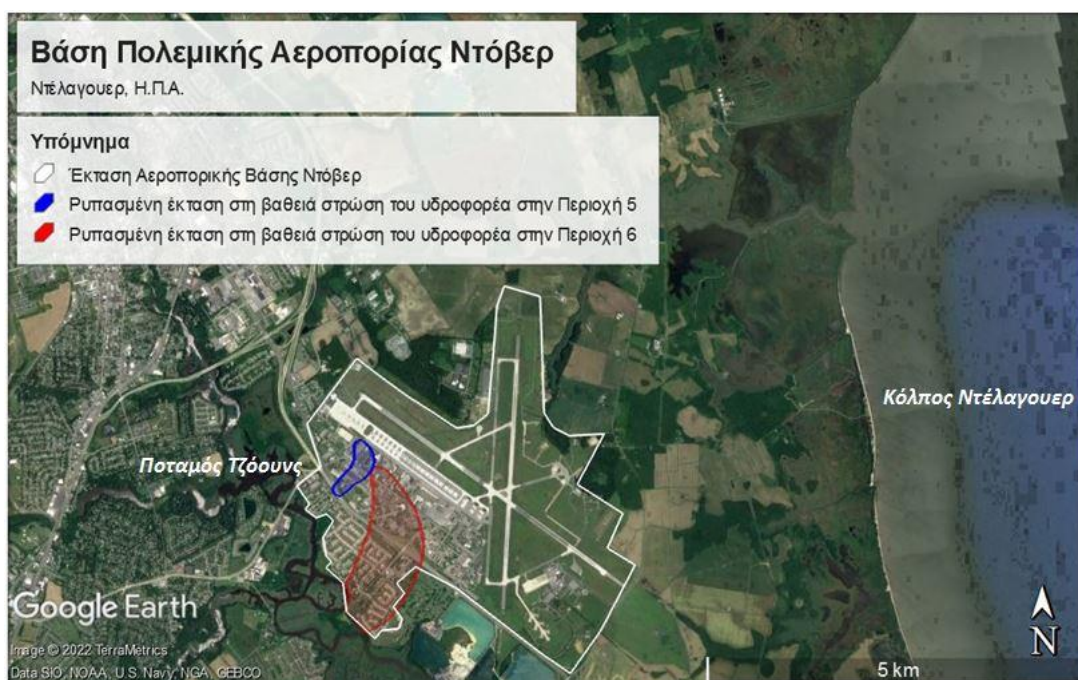 Βάση Πολεμικής Αεροπορίας Ντόβερ
Ντέλαγουερ, Η.Π.Α.
Υπόμνημα
Έκταση Αεροπορικής Βάσης Ντόβερ
Ρυπασμένη έκταση στη βαθειά στρώση του υδροφορέα στην Περιοχή 5
Ρυπασμένη έκταση στη βαθειά στρώση του υδροφορέα στην Περιοχή 6
Κόλπος Ντέλαγουερ
Ποταμός Τζόουνς
Google Earth
Image © 2022 TerraMetrics
Data SIO, NOAA, U.S. Navy, NGA, GEBCO
N
5 km